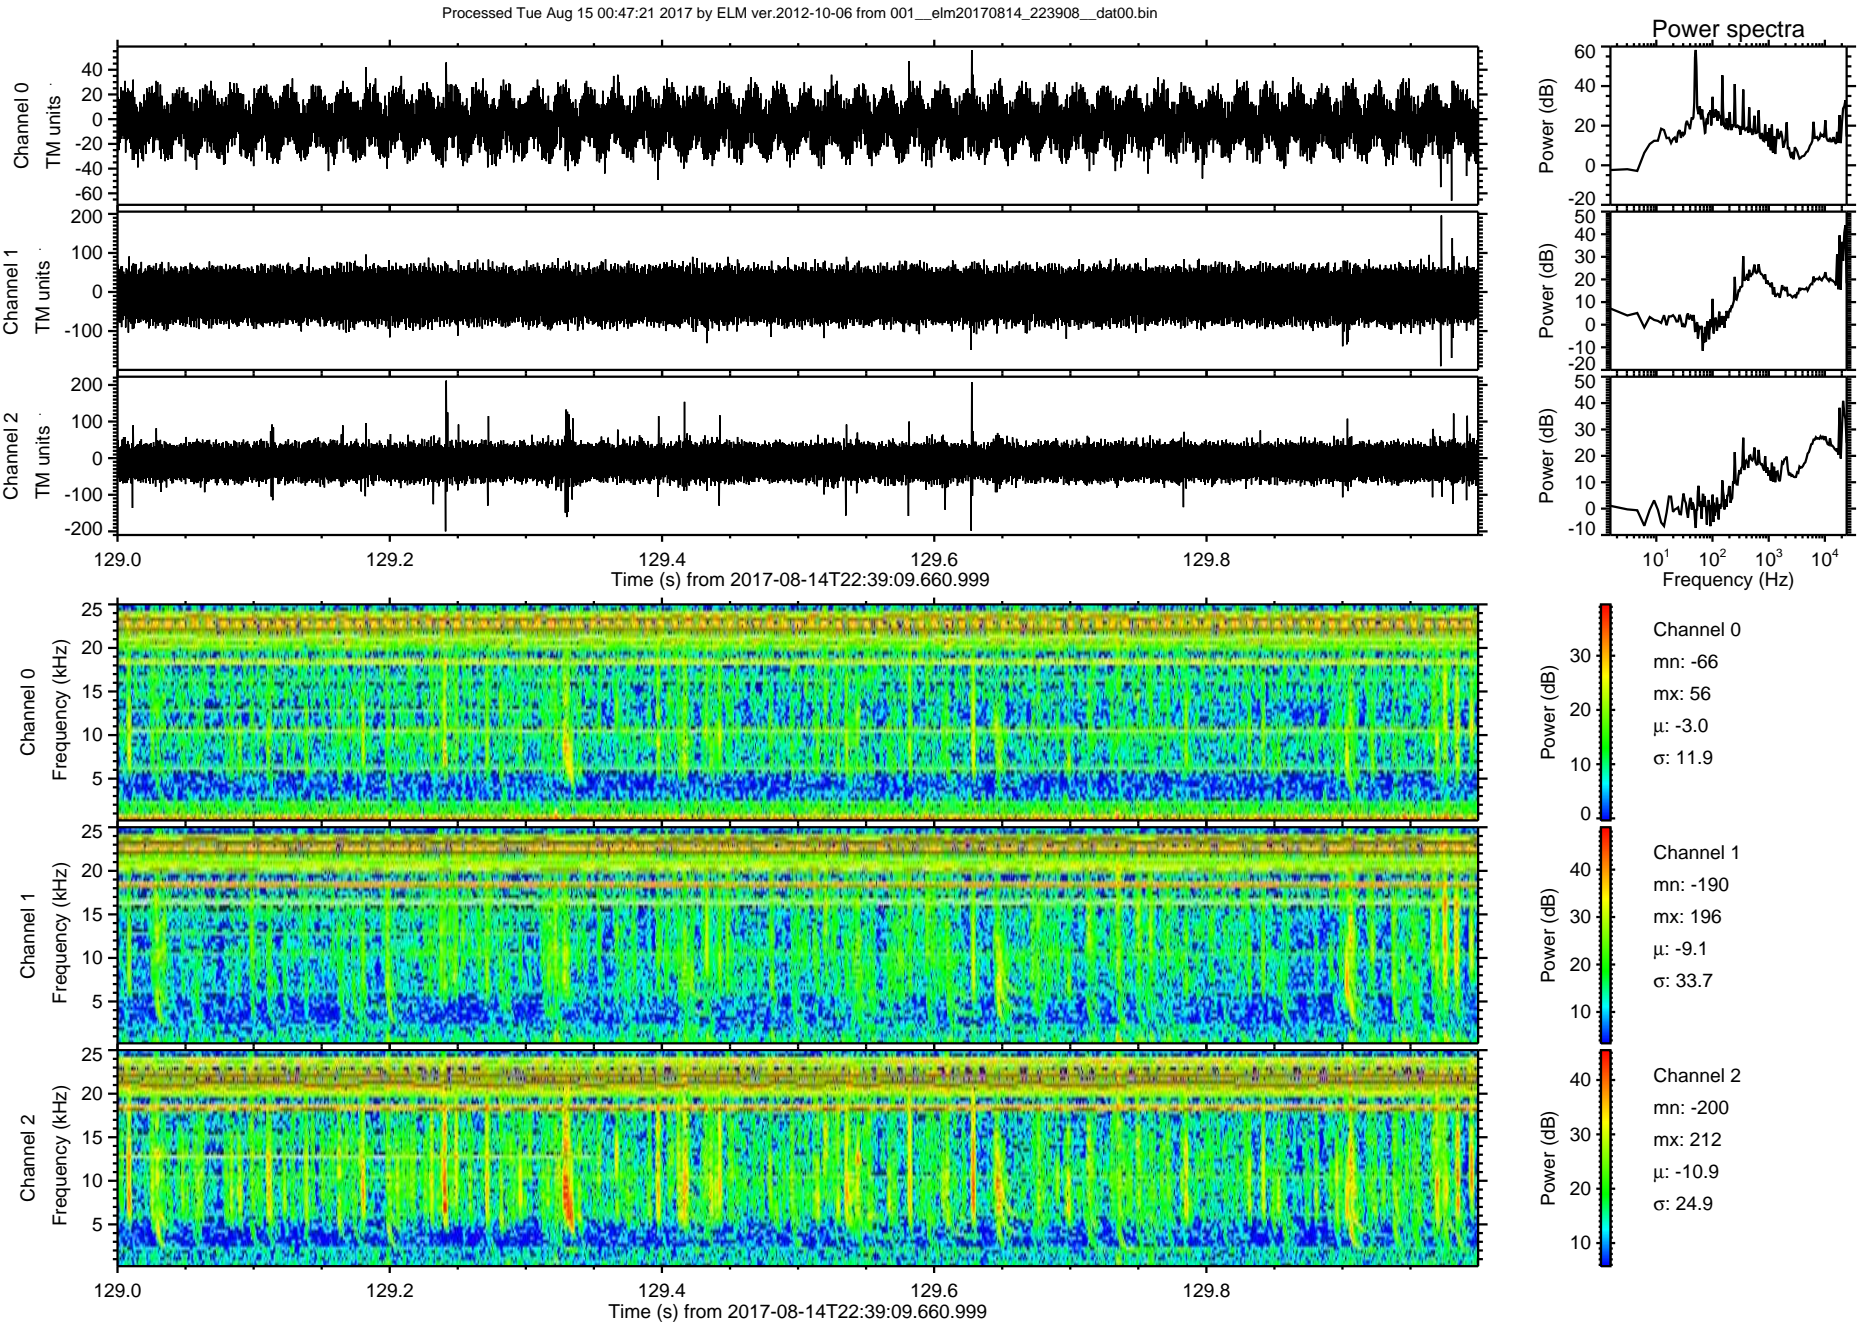 Processed Tue Aug 15 00:47:21 2017 by ELM ver.2012-10-06 from 001__elm20170814_223908__dat00.bin
Power spectra
Channel 0
TM units
40
20
0
-20
-40
-60
Power (dB)
60
40
20
0
-20
Channel 1
TM units
200
100
0
-100
Power (dB)
50
40
30
20
10
0
-10
-20
Channel 2
TM units
200
100
0
-100
-200
Power (dB)
50
40
30
20
10
0
-10
129.0 129.2 129.4 129.6 129.8
Time (s) from 2017-08-14T22:39:09.660.999
10¹ 10² 10³ 10⁴
Frequency (Hz)
Channel 0
Frequency (kHz)
25
20
15
10
5
Power (dB)
30
20
10
0
Channel 0
mn: -66
mx: 56
μ: -3.0
σ: 11.9
Channel 1
Frequency (kHz)
25
20
15
10
5
Power (dB)
40
30
20
10
Channel 1
mn: -190
mx: 196
μ: -9.1
σ: 33.7
Channel 2
Frequency (kHz)
25
20
15
10
5
Power (dB)
40
30
20
10
Channel 2
mn: -200
mx: 212
μ: -10.9
σ: 24.9
129.0 129.2 129.4 129.6 129.8
Time (s) from 2017-08-14T22:39:09.660.999